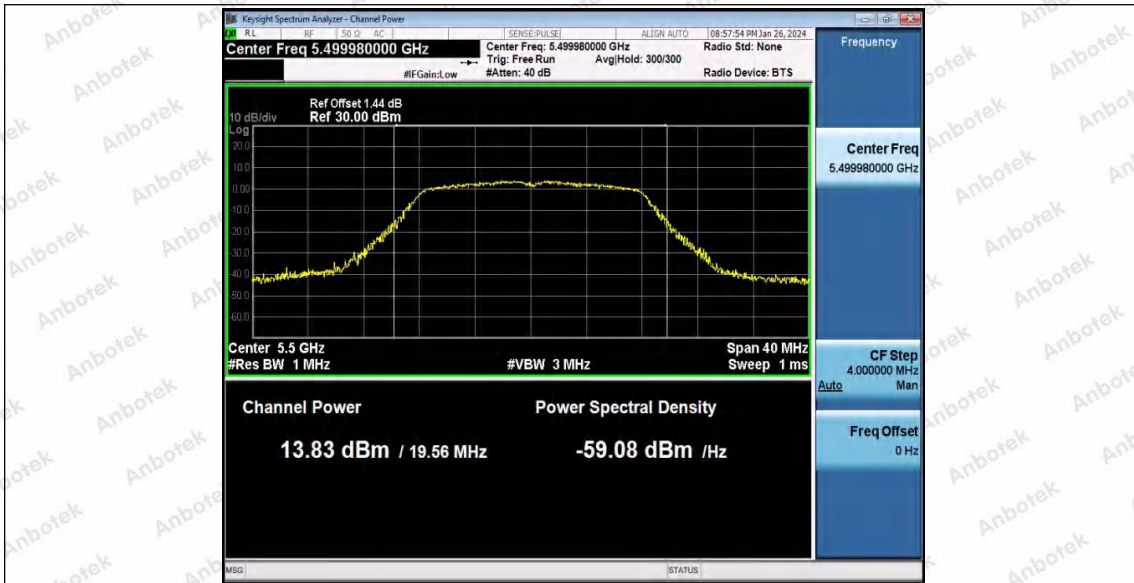 Keysight Spectrum Analyzer - Channel Power
RL RF 50 Ω AC SENSE:PULSE ALIGN AUTO 08:57:54 PM Jan 26, 2024
Center Freq 5.499980000 GHz
Center Freq: 5.499980000 GHz Radio Std: None
Trig: Free Run Avg|Hold: 300/300
#IFGain:Low #Atten: 40 dB Radio Device: BTS
Ref Offset 1.44 dB
10 dB/div Ref 30.00 dBm
Log
20.0
10.0
0.00
-10.0
-20.0
-30.0
-40.0
-50.0
-60.0
Center 5.5 GHz Span 40 MHz
#Res BW 1 MHz #VBW 3 MHz Sweep 1 ms
Channel Power Power Spectral Density
13.83 dBm / 19.56 MHz -59.08 dBm /Hz
MSG STATUS
Frequency
Center Freq
5.499980000 GHz
CF Step
4.000000 MHz
Auto Man
Freq Offset
0 Hz
Anbotek